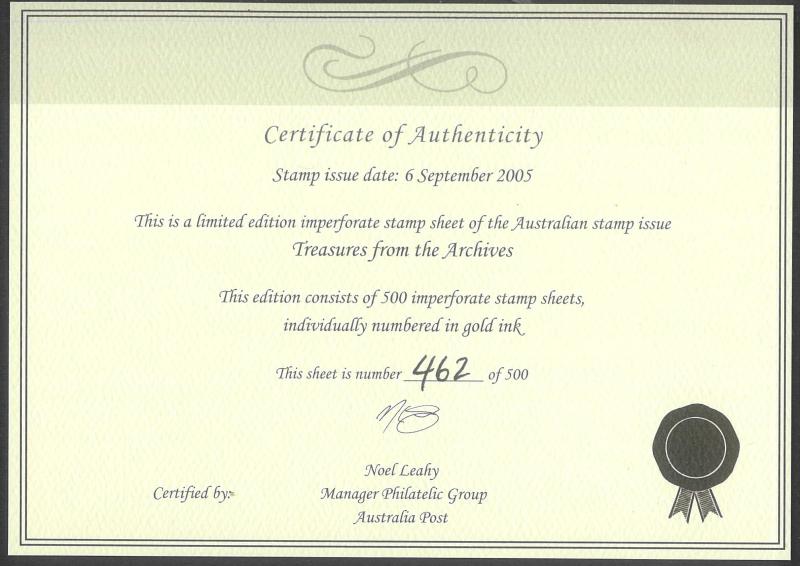 Certificate of Authenticity
Stamp issue date: 6 September 2005
This is a limited edition imperforate stamp sheet of the Australian stamp issue
Treasures from the Archives
This edition consists of 500 imperforate stamp sheets,
individually numbered in gold ink
This sheet is number 462 of 500
Noel Leahy
Certified by: Manager Philatelic Group
Australia Post